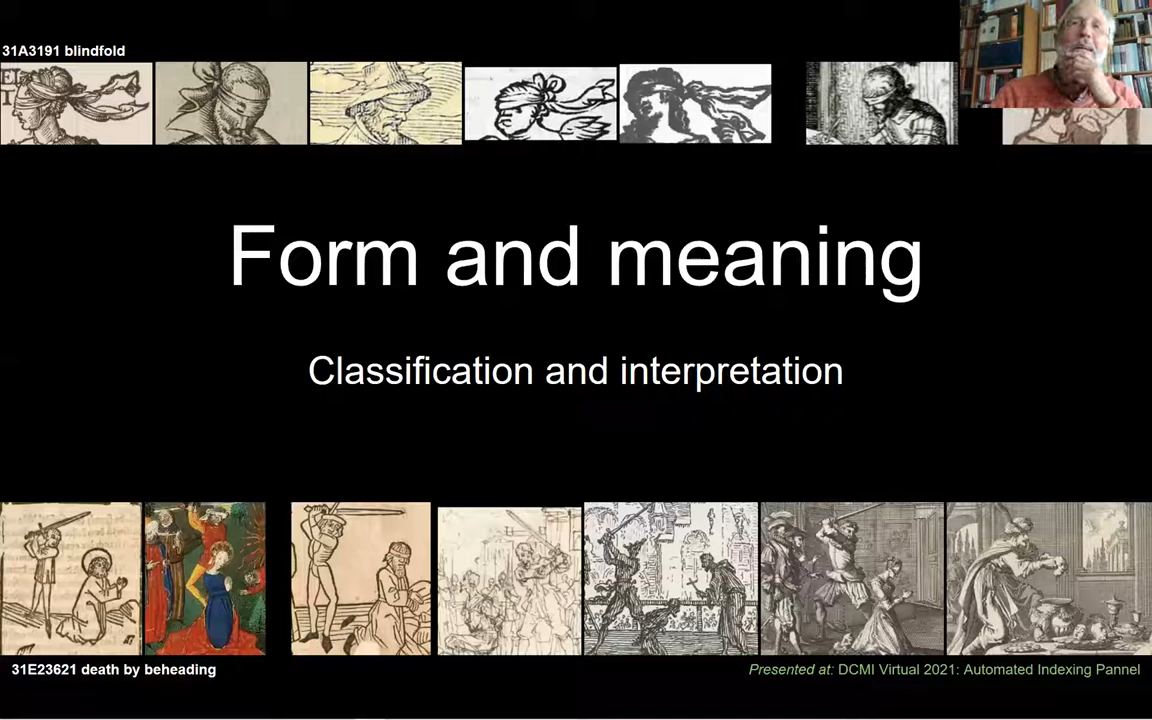 31A3191 blindfold
EI
I
Form and meaning
Classification and interpretation
31E23621 death by beheading
Presented at: DCMI Virtual 2021: Automated Indexing Pannel